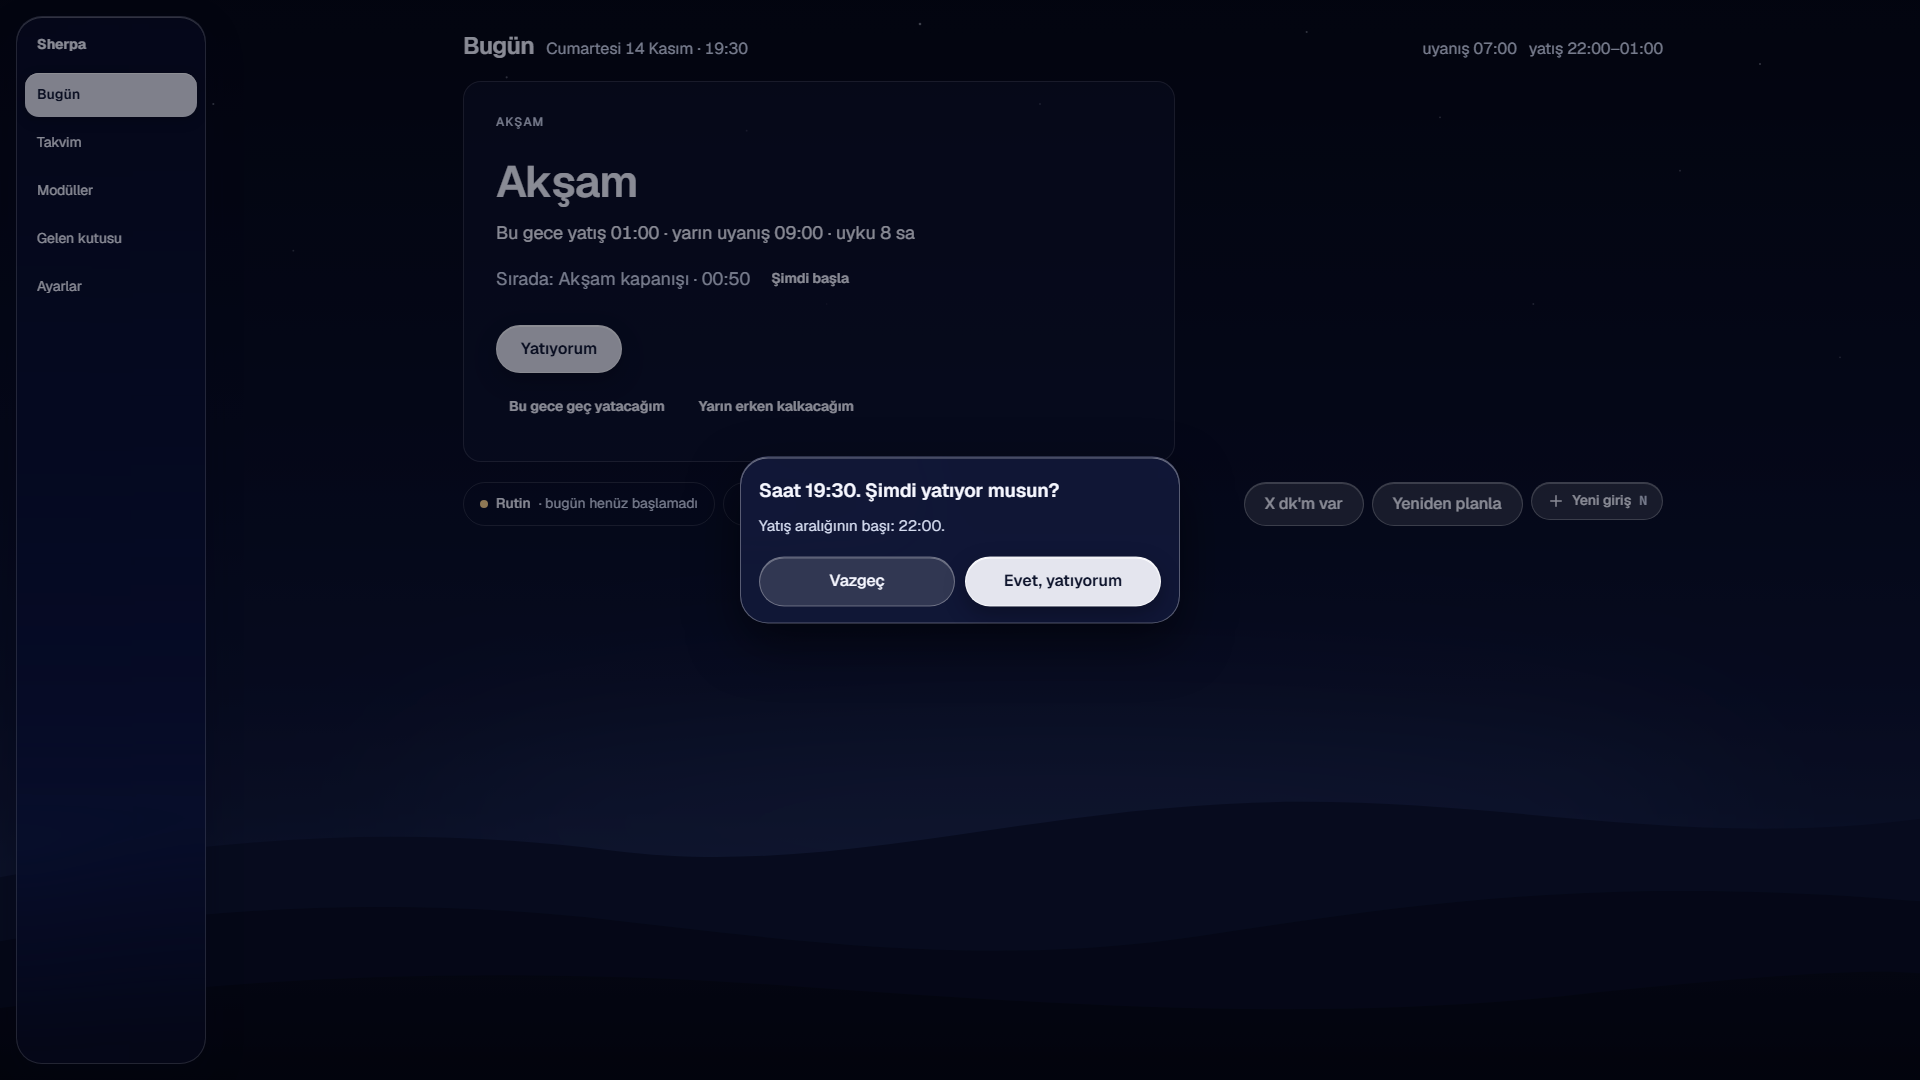 Sherpa
Bugün
Takvim
Modüller
Gelen kutusu
Ayarlar
Bugün Cumartesi 14 Kasım · 19:30
uyanış 07:00 yatış 22:00–01:00
AKŞAM
Akşam
Bu gece yatış 01:00 · yarın uyanış 09:00 · uyku 8 sa
Sırada: Akşam kapanışı · 00:50 Şimdi başla
Yatıyorum
Bu gece geç yatacağım Yarın erken kalkacağım
Rutin · bugün henüz başlamadı
X dk'm var Yeniden planla + Yeni giriş N
Saat 19:30. Şimdi yatıyor musun?
Yatış aralığının başı: 22:00.
Vazgeç Evet, yatıyorum